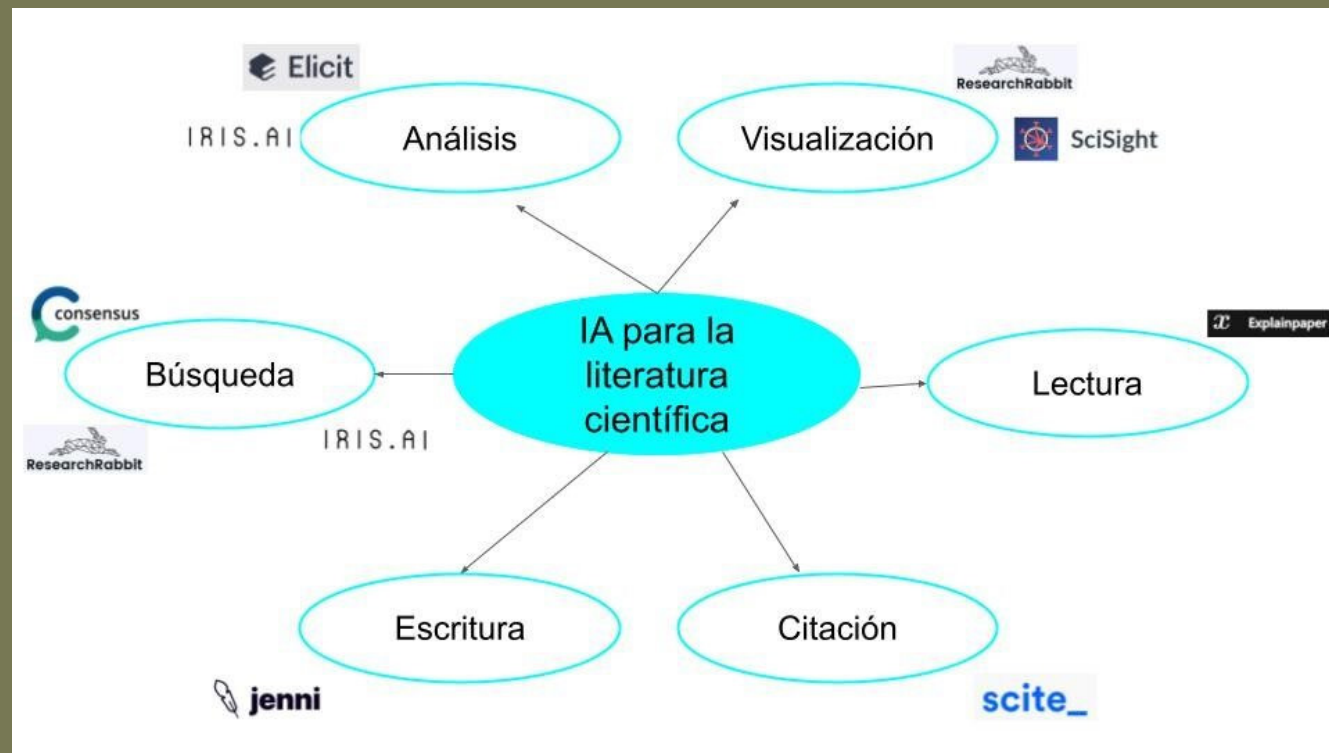 Elicit
IRIS.AI
Análisis
ResearchRabbit
Visualización
SciSight
consensus
Búsqueda
ResearchRabbit
IRIS.AI
IA para la
literatura
científica
Explainpaper
Lectura
Escritura
jenni
Citación
scite_